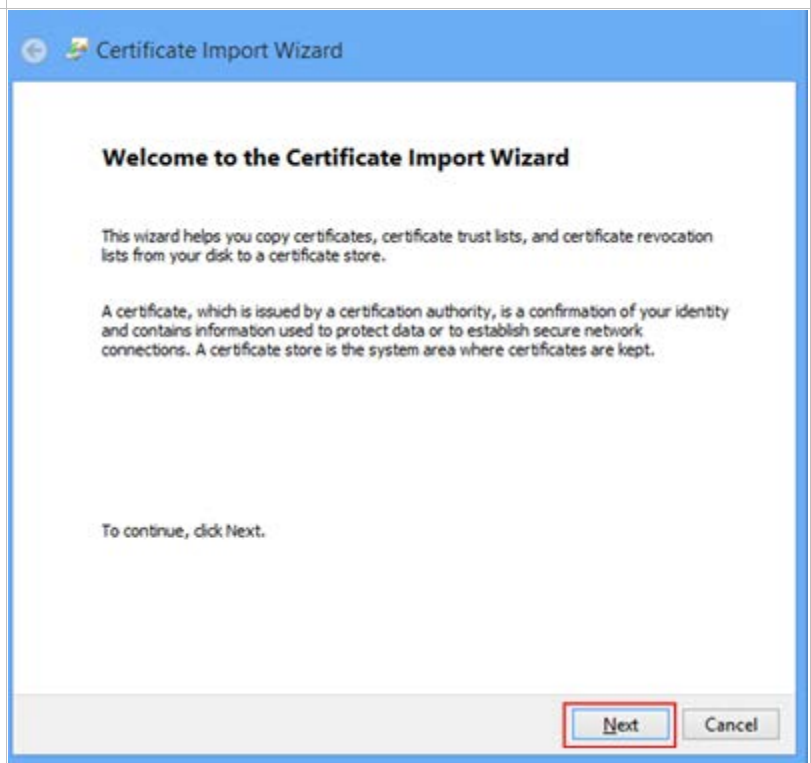 Certificate Import Wizard
Welcome to the Certificate Import Wizard
This wizard helps you copy certificates, certificate trust lists, and certificate revocation
lists from your disk to a certificate store.
A certificate, which is issued by a certification authority, is a confirmation of your identity
and contains information used to protect data or to establish secure network
connections. A certificate store is the system area where certificates are kept.
To continue, click Next.
Next Cancel